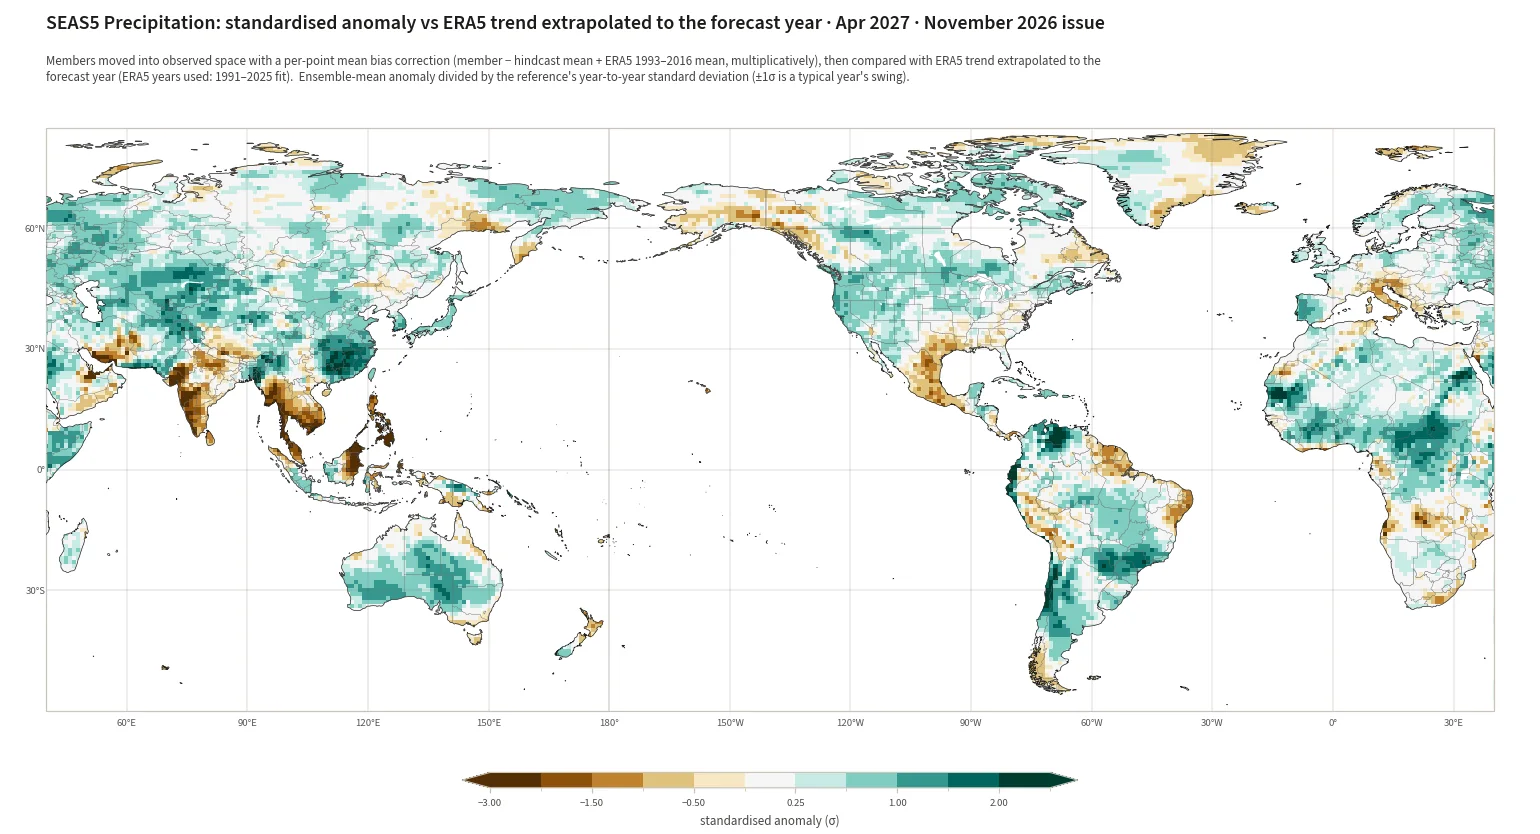 SEAS5 Precipitation: standardised anomaly vs ERA5 trend extrapolated to the forecast year · Apr 2027 · November 2026 issue
Members moved into observed space with a per-point mean bias correction (member − hindcast mean + ERA5 1993–2016 mean, multiplicatively), then compared with ERA5 trend extrapolated to the
forecast year (ERA5 years used: 1991–2025 fit).  Ensemble-mean anomaly divided by the reference's year-to-year standard deviation (±1σ is a typical year's swing).
60°N
30°N
0°
30°S
60°E 90°E 120°E 150°E 180° 150°W 120°W 90°W 60°W 30°W 0° 30°E
−3.00 −1.50 −0.50 0.25 1.00 2.00
standardised anomaly (σ)